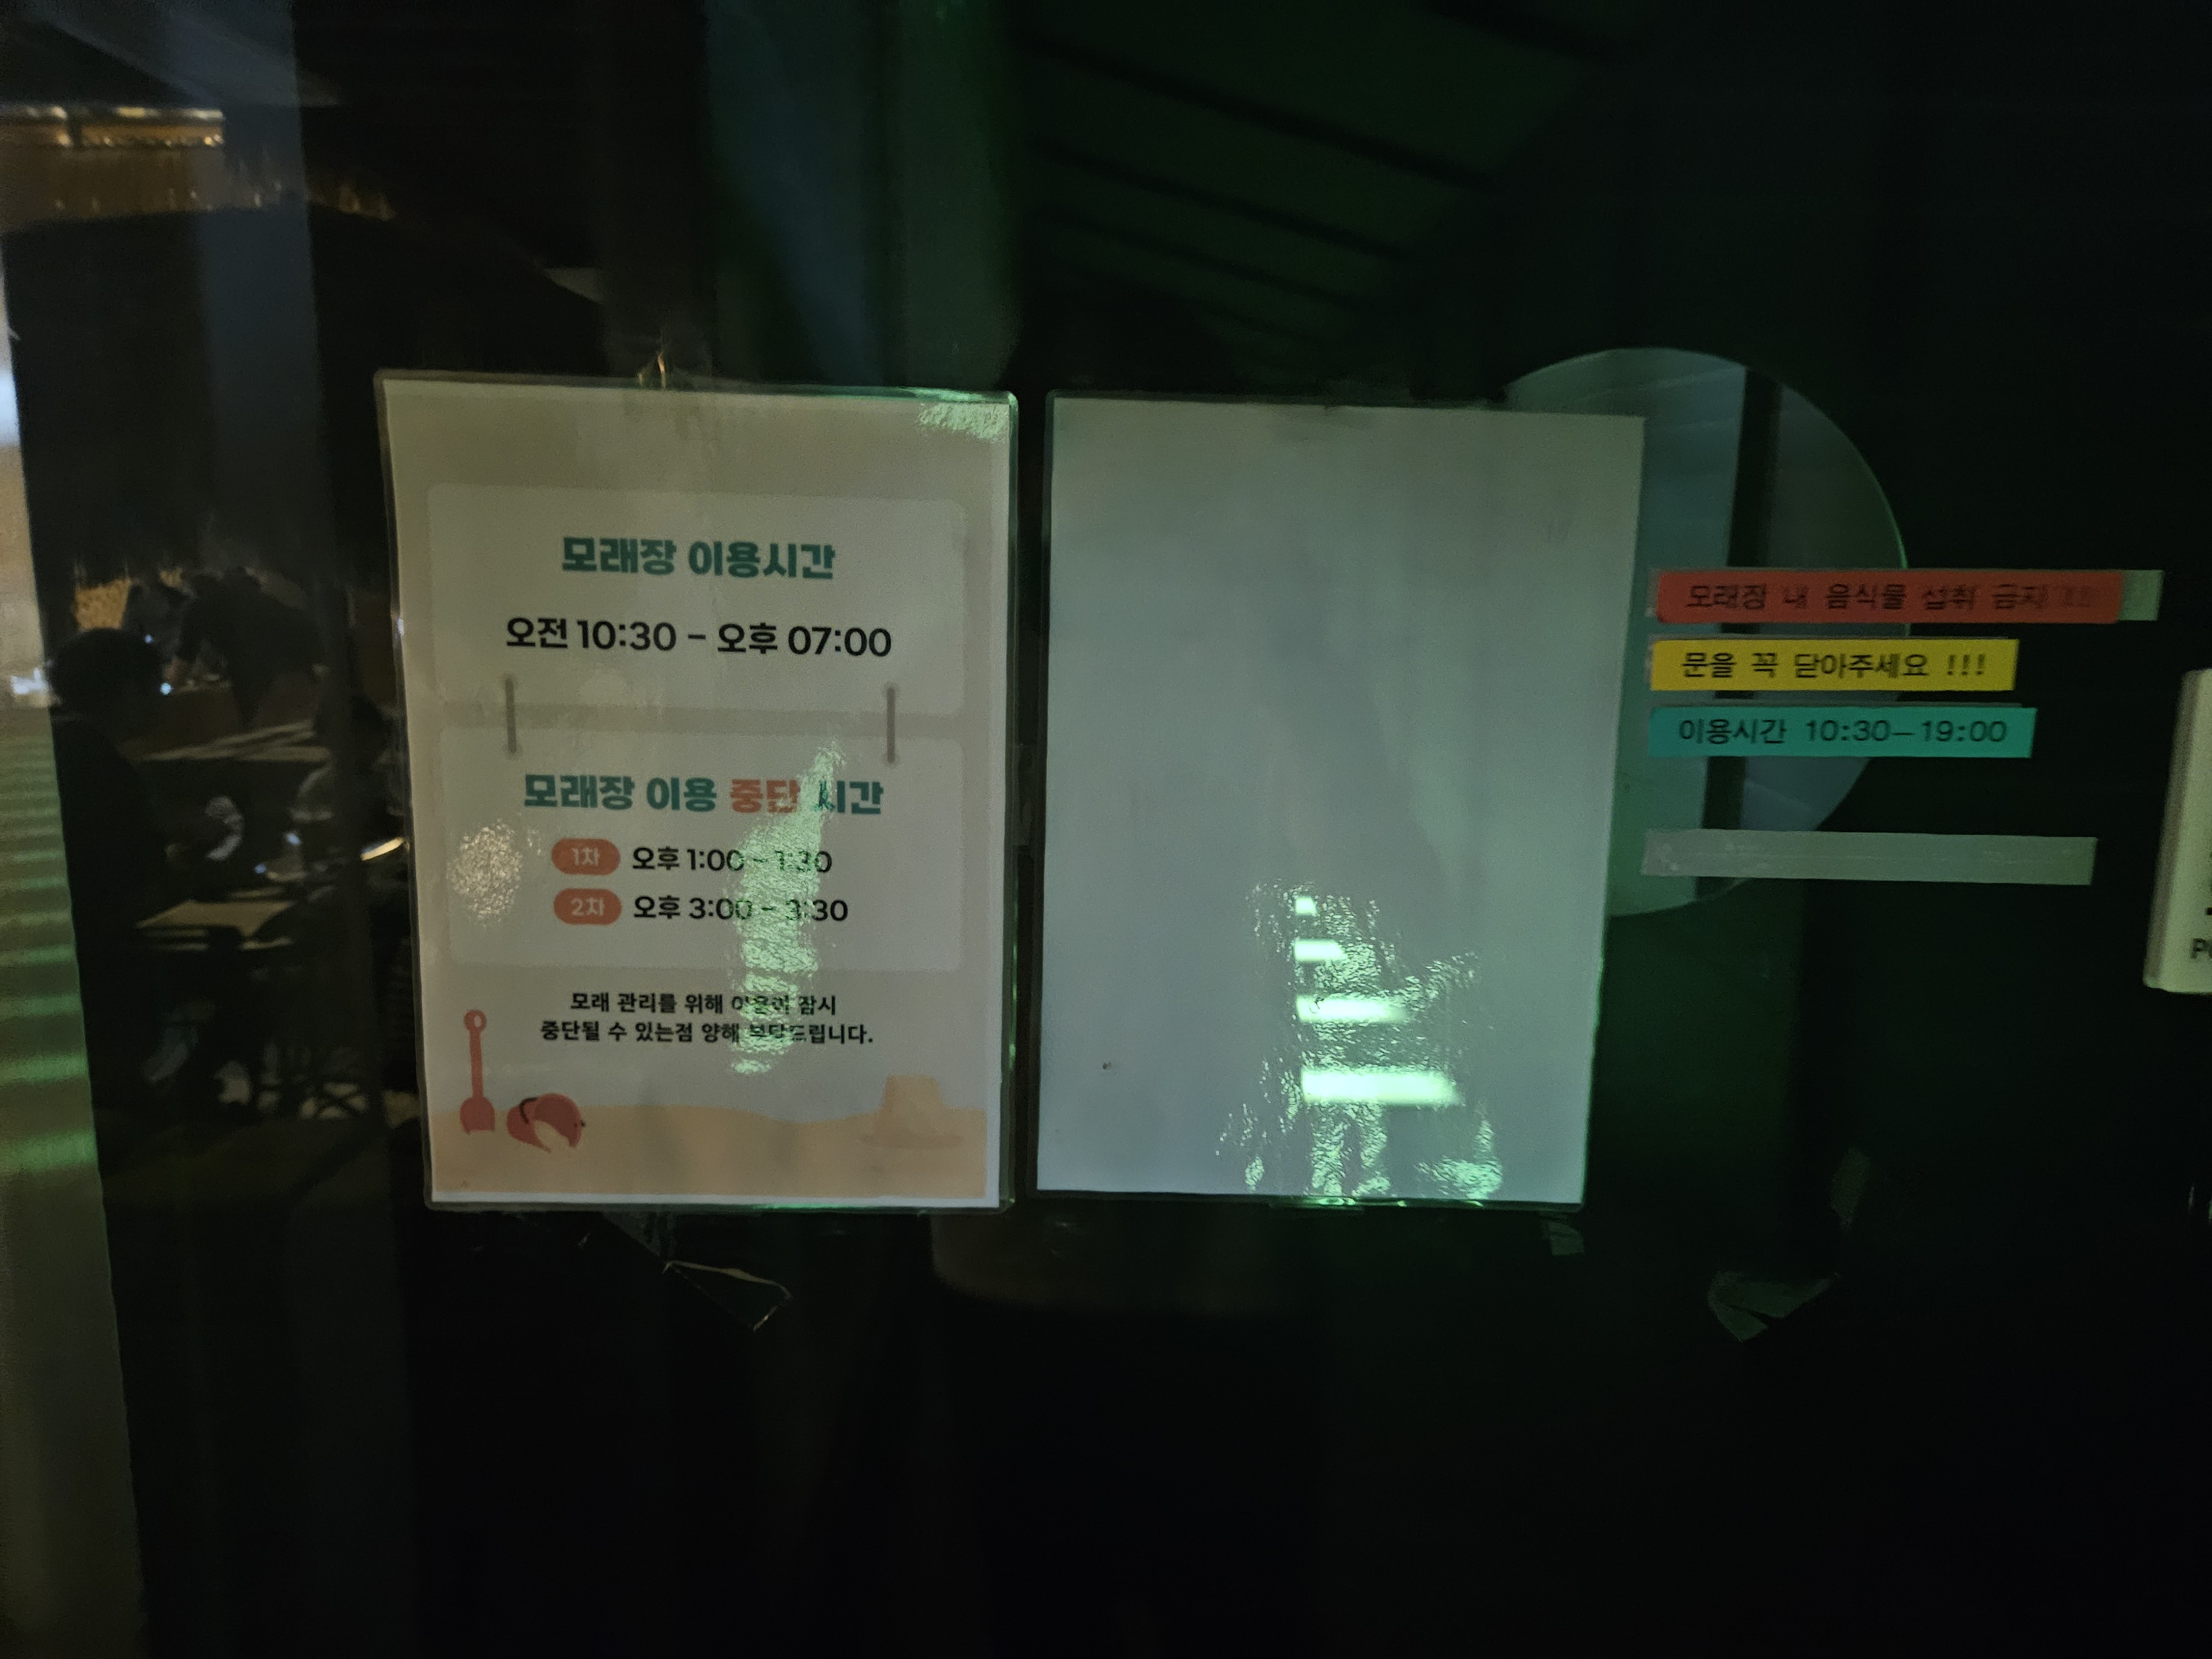 모래장 이용시간
오전 10:30 - 오후 07:00
모래장 이용 중단 시간
1차 오후 1:00 - 1:30
2차 오후 3:00 - 3:30
모래 관리를 위해 이용이 잠시
중단될 수 있는점 양해 부탁드립니다.
모래장 내 음식물 섭취 금지 !!!
문을 꼭 닫아주세요 !!!
이용시간 10:30-19:00